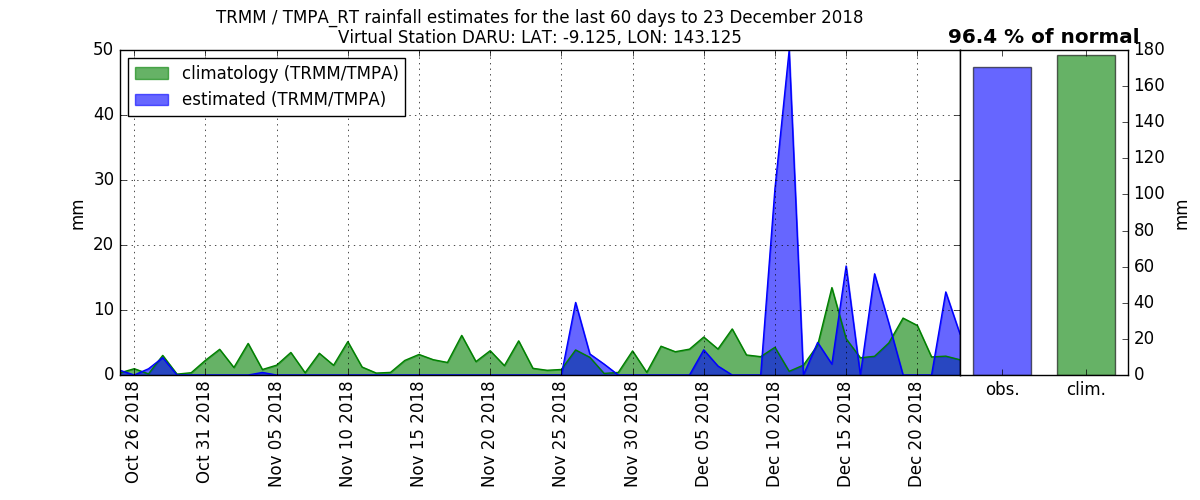 TRMM / TMPA_RT rainfall estimates for the last 60 days to 23 December 2018
Virtual Station DARU: LAT: -9.125, LON: 143.125
96.4 % of normal
climatology (TRMM/TMPA)
estimated (TRMM/TMPA)
50
40
30
20
10
0
mm
Oct 26 2018
Oct 31 2018
Nov 05 2018
Nov 10 2018
Nov 15 2018
Nov 20 2018
Nov 25 2018
Nov 30 2018
Dec 05 2018
Dec 10 2018
Dec 15 2018
Dec 20 2018
obs.
clim.
180
160
140
120
100
80
60
40
20
0
mm